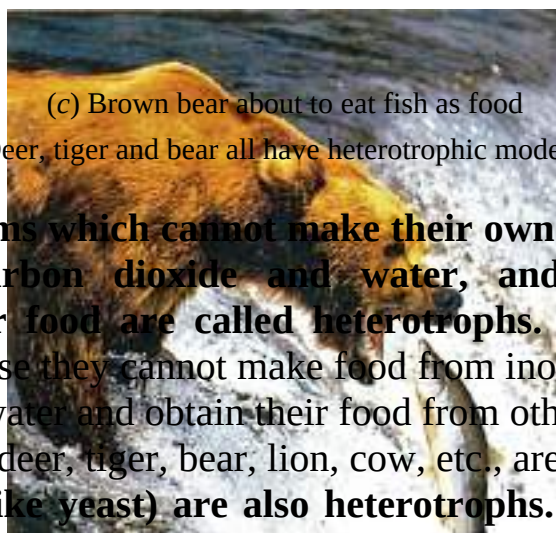 (c) Brown bear about to eat fish as food
eer, tiger and bear all have heterotrophic mode
ms which cannot make their own
rbon dioxide and water, and
r food are called heterotrophs.
se they cannot make food from ino
vater and obtain their food from oth
deer, tiger, bear, lion, cow, etc., are
ike yeast) are also heterotrophs.